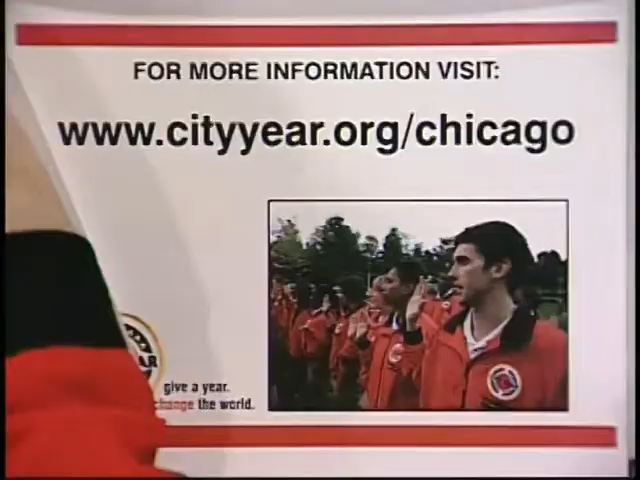 FOR MORE INFORMATION VISIT:
www.cityyear.org/chicago
give a year.
change the world.